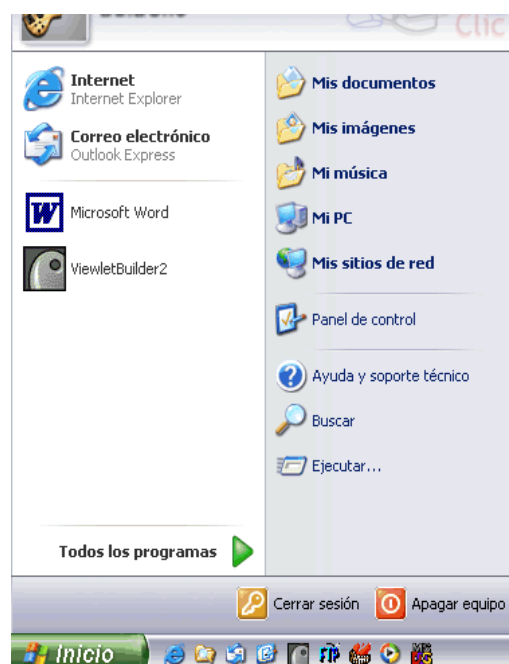 Clic
Internet
Internet Explorer
Correo electrónico
Outlook Express
Microsoft Word
ViewletBuilder2
Todos los programas
Mis documentos
Mis imágenes
Mi música
Mi PC
Mis sitios de red
Panel de control
Ayuda y soporte técnico
Buscar
Ejecutar...
Cerrar sesión
Apagar equipo
Inicio
FTP